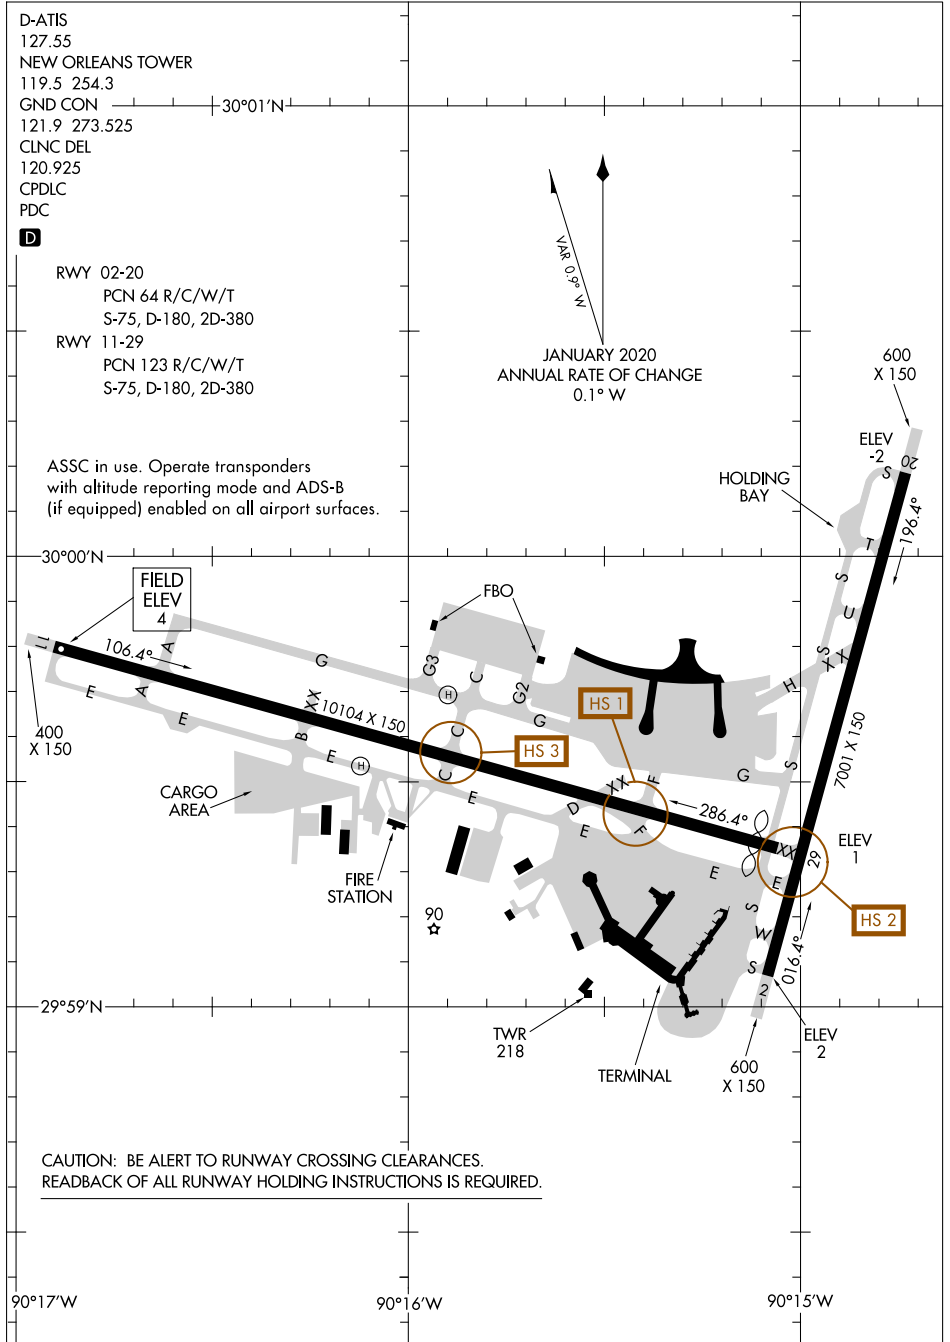 D-ATIS
127.55
NEW ORLEANS TOWER
119.5 254.3
GND CON
121.9 273.525
CLNC DEL
120.925
CPDLC
PDC
D
30°01'N
RWY 02-20
PCN 64 R/C/W/T
S-75, D-180, 2D-380
RWY 11-29
PCN 123 R/C/W/T
S-75, D-180, 2D-380
VAR 0.9° W
JANUARY 2020
ANNUAL RATE OF CHANGE
0.1° W
600
X 150
ELEV
-2
20
S
HOLDING
BAY
196.4°
ASSC in use. Operate transponders
with altitude reporting mode and ADS-B
(if equipped) enabled on all airport surfaces.
30°00'N
T
S
U
S
XX
H
FIELD
ELEV
4
FBO
11
106.4°
A
G
G3
C
G2
H
G
E
A
E
XX
10104 X 150
B
E
H
C
C
E
HS 1
HS 3
400
X 150
CARGO
AREA
XX
F
G
S
7001 X 150
286.4°
D
E
F
E
XX
E
29
ELEV
1
HS 2
FIRE
STATION
90
S
W
S
016.4°
2
29°59'N
TWR
218
TERMINAL
ELEV
2
600
X 150
CAUTION: BE ALERT TO RUNWAY CROSSING CLEARANCES.
READBACK OF ALL RUNWAY HOLDING INSTRUCTIONS IS REQUIRED.
90°17'W
90°16'W
90°15'W